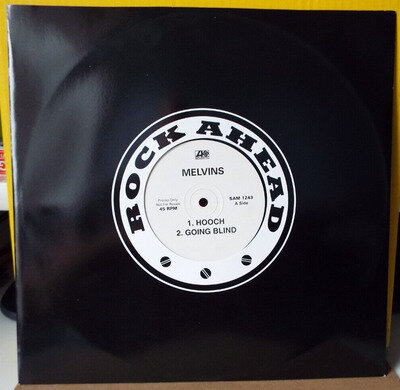 ROCK AHEAD
MELVINS
Promo Only
Not For Resale
45 RPM
SAM 1243
A Side
1. HOOCH
2. GOING BLIND